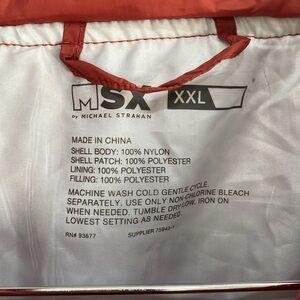 MSX XXL
by MICHAEL STRAHAN
MADE IN CHINA
SHELL BODY: 100% NYLON
SHELL PATCH: 100% POLYESTER
LINING: 100% POLYESTER
FILLING: 100% POLYESTER
MACHINE WASH COLD GENTLE CYCLE.
SEPARATELY. USE ONLY NON-CHLORINE BLEACH
WHEN NEEDED. TUMBLE DRY LOW. IRON ON
LOWEST SETTING AS NEEDED.
RN# 93677 SUPPLIER